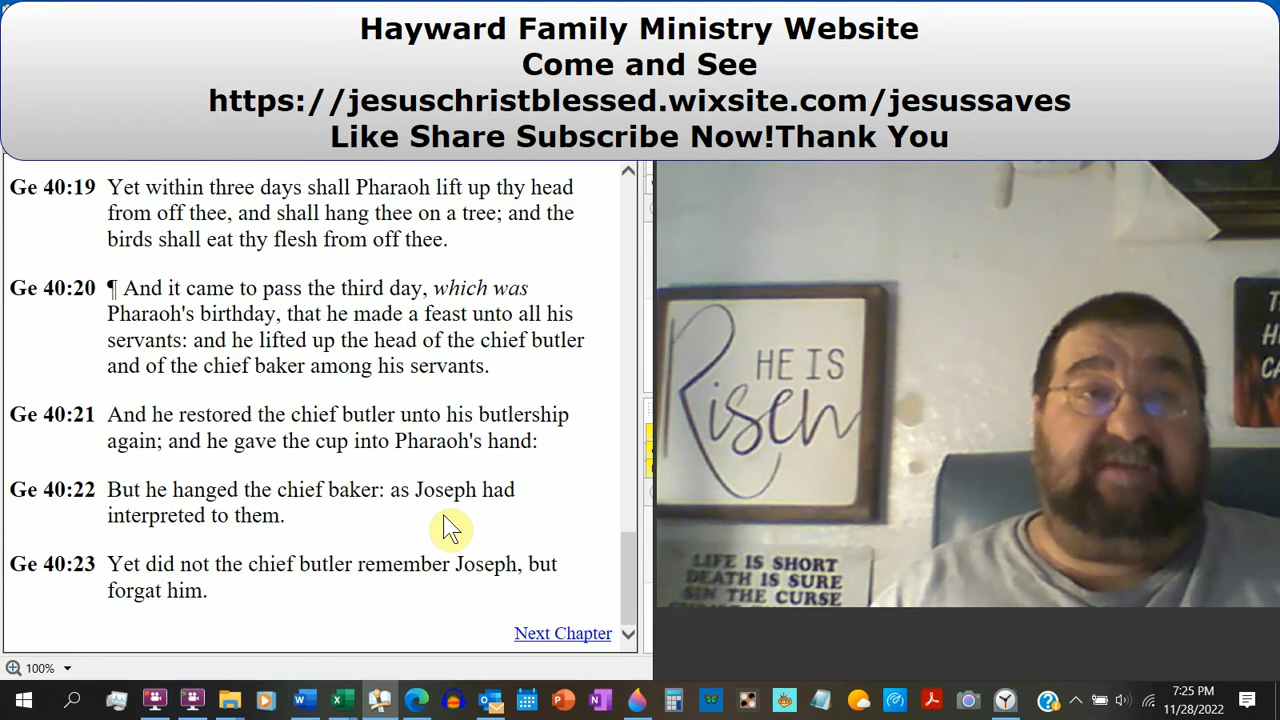 Hayward Family Ministry Website
Come and See
https://jesuschristblessed.wixsite.com/jesussaves
Like Share Subscribe Now!Thank You
Ge 40:19 Yet within three days shall Pharaoh lift up thy head
from off thee, and shall hang thee on a tree; and the
birds shall eat thy flesh from off thee.
Ge 40:20 ¶ And it came to pass the third day, which was
Pharaoh's birthday, that he made a feast unto all his
servants: and he lifted up the head of the chief butler
and of the chief baker among his servants.
Ge 40:21 And he restored the chief butler unto his butlership
again; and he gave the cup into Pharaoh's hand:
Ge 40:22 But he hanged the chief baker: as Joseph had
interpreted to them.
Ge 40:23 Yet did not the chief butler remember Joseph, but
forgat him.
Next Chapter
100%
HE IS
Risen
LIFE IS SHORT
DEATH IS SURE
SIN THE CURSE
7:25 PM
11/28/2022